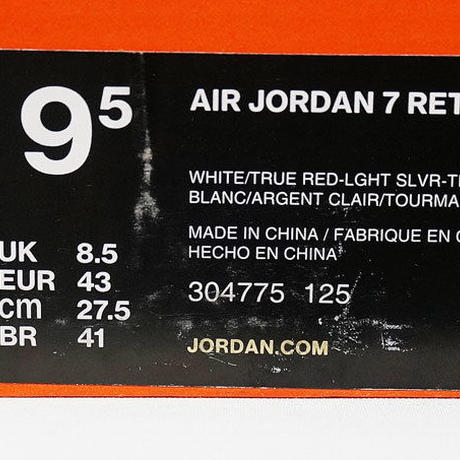 9⁵
AIR JORDAN 7 RET
WHITE/TRUE RED-LGHT SLVR-T
BLANC/ARGENT CLAIR/TOURMA
MADE IN CHINA / FABRIQUE EN C
HECHO EN CHINA
UK 8.5
EUR 43
cm 27.5
BR 41
304775 125
JORDAN.COM